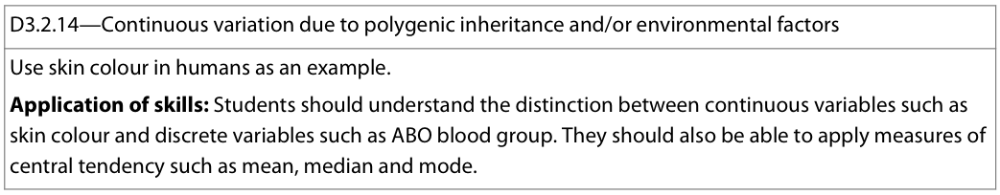 D3.2.14—Continuous variation due to polygenic inheritance and/or environmental factors
Use skin colour in humans as an example.
Application of skills: Students should understand the distinction between continuous variables such as
skin colour and discrete variables such as ABO blood group. They should also be able to apply measures of
central tendency such as mean, median and mode.